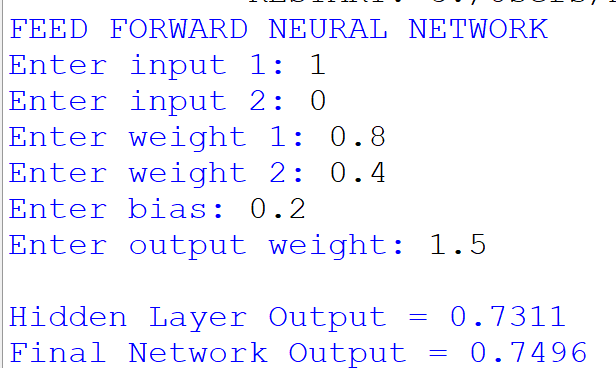 FEED FORWARD NEURAL NETWORK
Enter input 1: 1
Enter input 2: 0
Enter weight 1: 0.8
Enter weight 2: 0.4
Enter bias: 0.2
Enter output weight: 1.5
Hidden Layer Output = 0.7311
Final Network Output = 0.7496